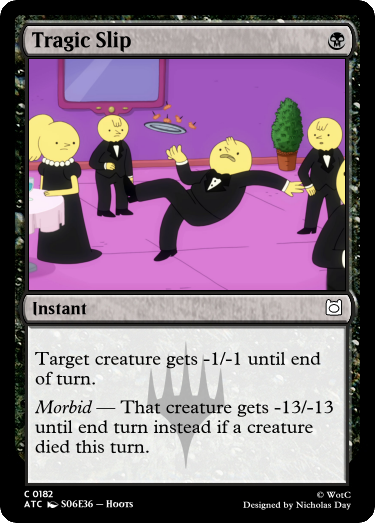 Tragic Slip
Instant
Target creature gets -1/-1 until end
of turn.
Morbid — That creature gets -13/-13
until end turn instead if a creature
died this turn.
C 0182
ATC S06E36 — Hoots
© WotC
Designed by Nicholas Day